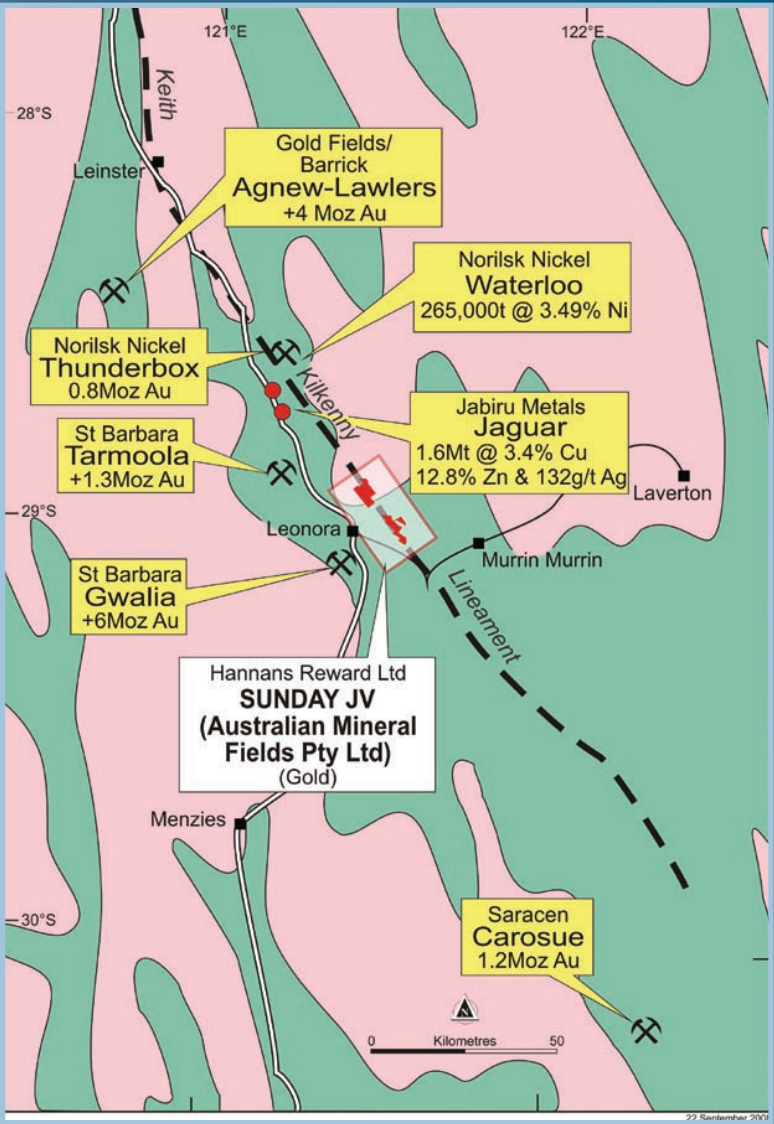 121°E
122°E
Keith
28°S
Leinster
Gold Fields/
Barrick
Agnew-Lawlers
+4 Moz Au
Norilsk Nickel
Waterloo
265,000t @ 3.49% Ni
Norilsk Nickel
Thunderbox
0.8Moz Au
Kilkenny
Jabiru Metals
Jaguar
1.6Mt @ 3.4% Cu
12.8% Zn & 132g/t Ag
St Barbara
Tarmoola
+1.3Moz Au
Laverton
29°S
Leonora
Murrin Murrin
St Barbara
Gwalia
+6Moz Au
Lineament
Hannans Reward Ltd
SUNDAY JV
(Australian Mineral
Fields Pty Ltd)
(Gold)
Menzies
30°S
Saracen
Carosue
1.2Moz Au
N
0 Kilometres 50
22 September